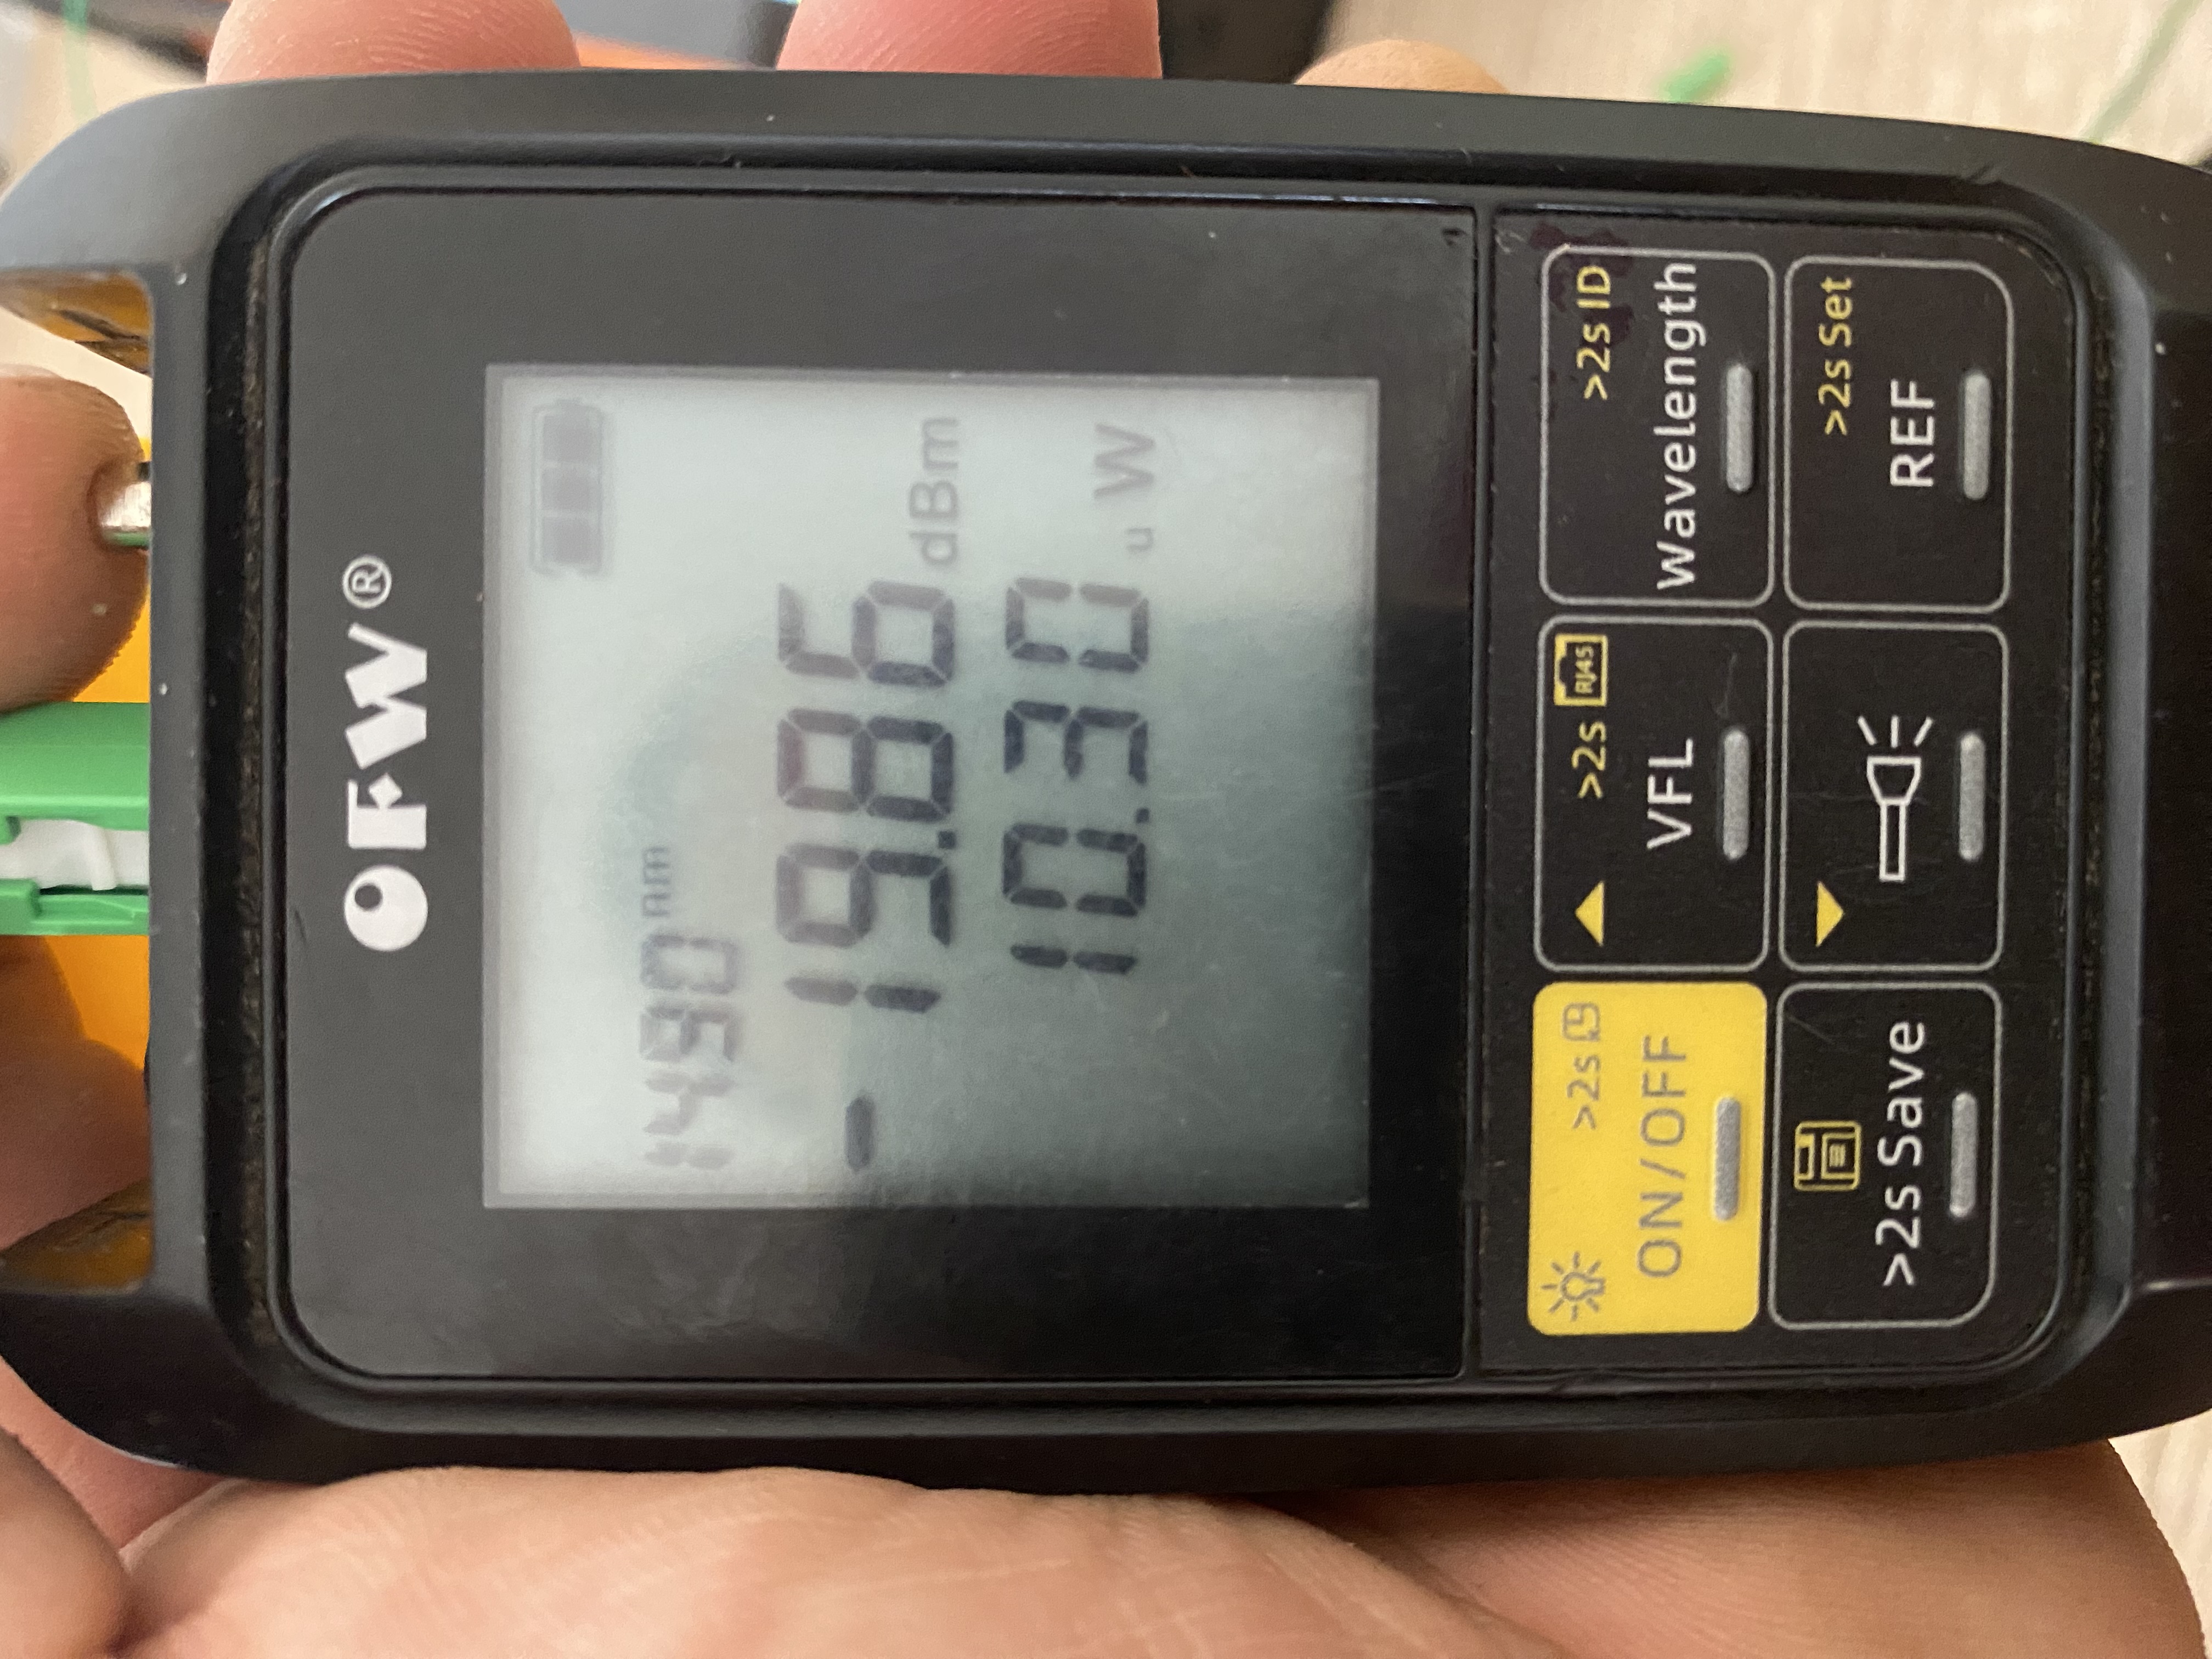 OFW®
1490 nm
-19.86 dBm
10.30 uW
>2s
ON/OFF
>2s RJ45
VFL
>2s ID
Wavelength
>2s Save
>2s Set
REF